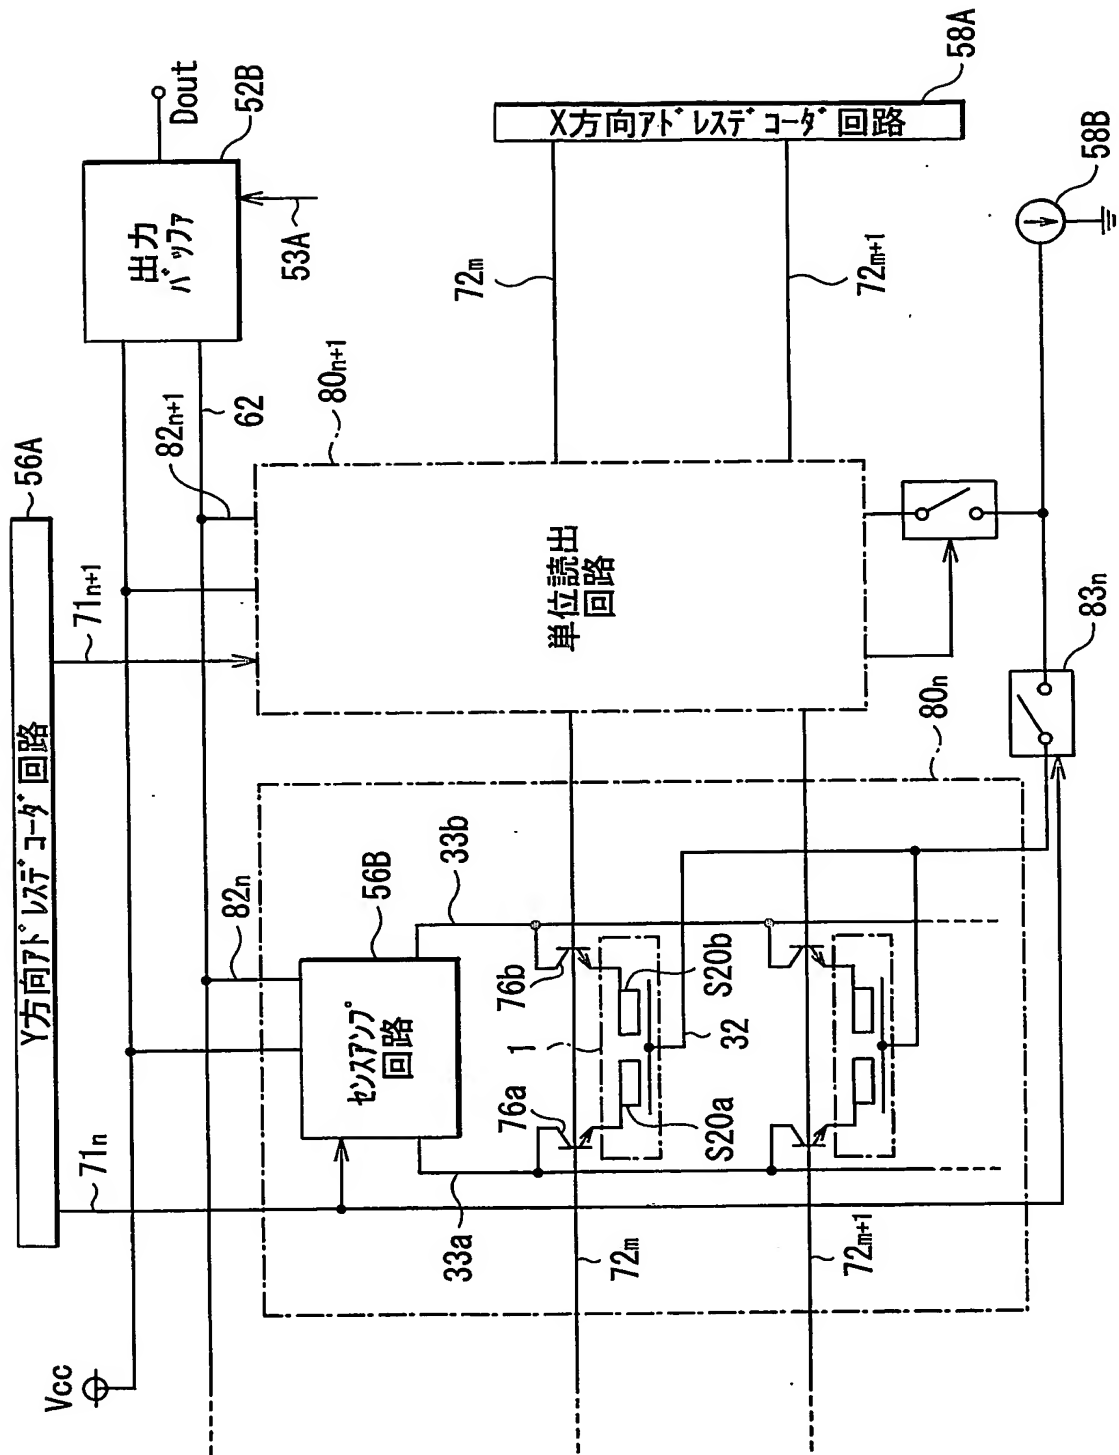 Vcc
Y方向アドレスデコーダ回路
56A
71n
71n+1
82n
82n+1
62
出力
バッファ
52B
Dout
53A
センスアンプ
回路
56B
33a
33b
76a
76b
1
S20a
S20b
32
72m
72m+1
単位読出
回路
80n+1
80n
72m
72m+1
X方向アドレスデコーダ回路
58A
83n
58B